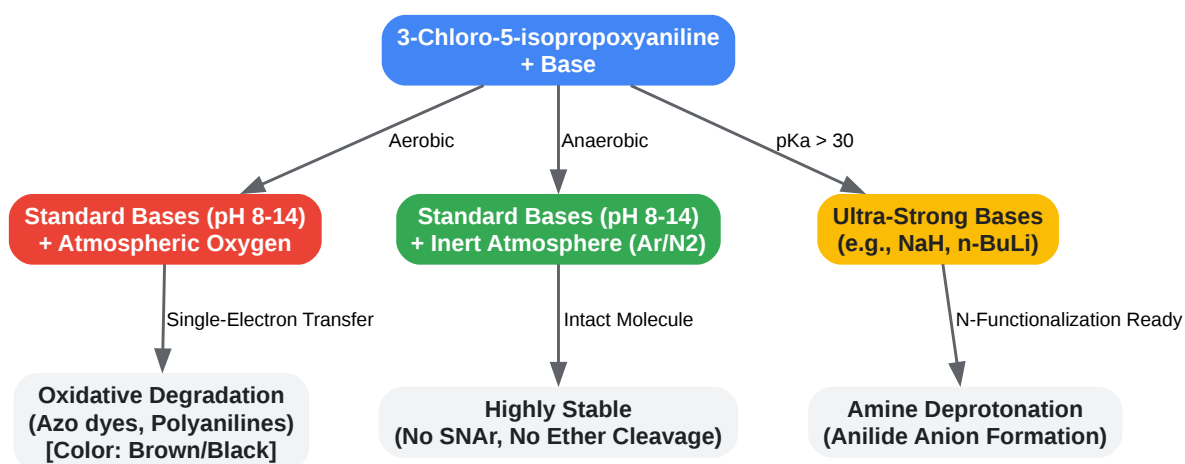 3-Chloro-5-isopropoxyaniline
+ Base
Aerobic
Anaerobic
pKa > 30
Standard Bases (pH 8-14)
+ Atmospheric Oxygen
Standard Bases (pH 8-14)
+ Inert Atmosphere (Ar/N2)
Ultra-Strong Bases
(e.g., NaH, n-BuLi)
Single-Electron Transfer
Intact Molecule
N-Functionalization Ready
Oxidative Degradation
(Azo dyes, Polyanilines)
[Color: Brown/Black]
Highly Stable
(No SNAr, No Ether Cleavage)
Amine Deprotonation
(Anilide Anion Formation)